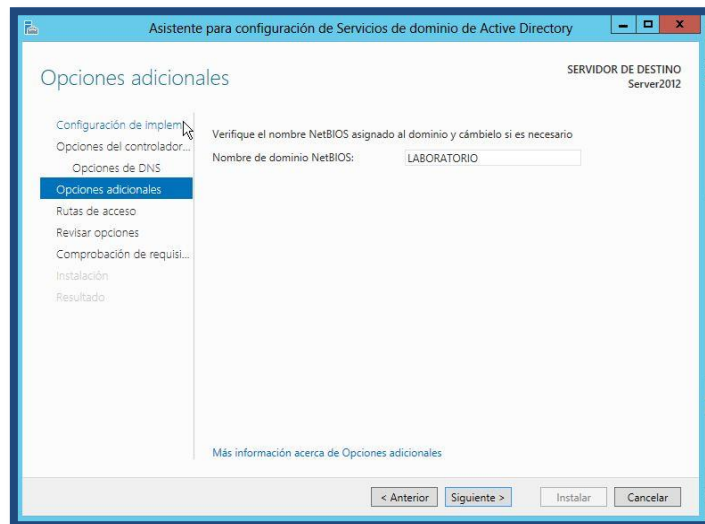 Asistente para configuración de Servicios de dominio de Active Directory
Opciones adicionales
SERVIDOR DE DESTINO
Server2012
Configuración de implem
Opciones del controlador...
Opciones de DNS
Opciones adicionales
Rutas de acceso
Revisar opciones
Comprobación de requisi...
Instalación
Resultado
Verifique el nombre NetBIOS asignado al dominio y cámbielo si es necesario
Nombre de dominio NetBIOS: LABORATORIO
Más información acerca de Opciones adicionales
< Anterior Siguiente > Instalar Cancelar